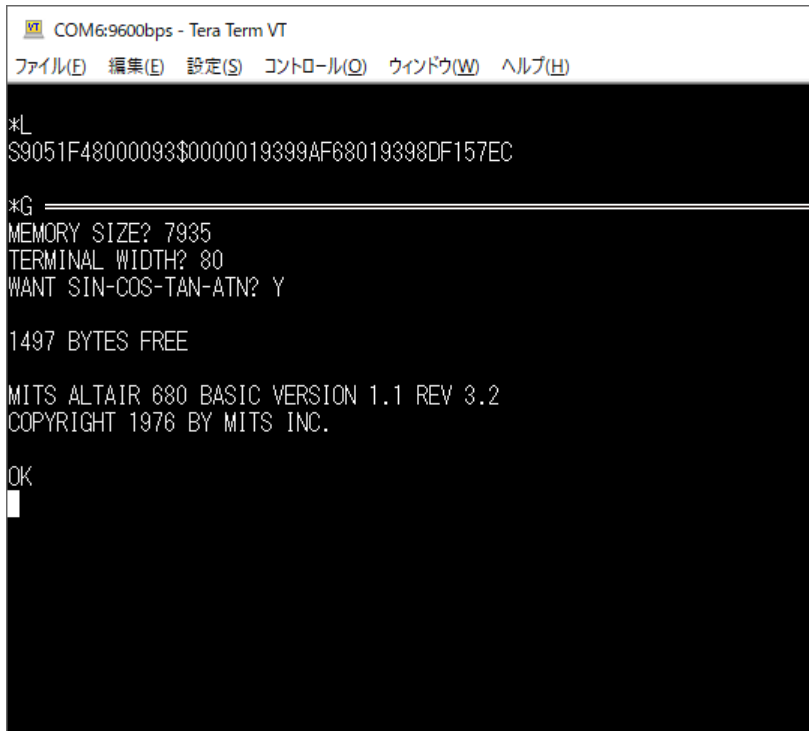 VT COM6:9600bps - Tera Term VT
ファイル(F) 編集(E) 設定(S) コントロール(O) ウィンドウ(W) ヘルプ(H)
*L
S9051F48000093$0000019399AF68019398DF157EC
*G
MEMORY SIZE? 7935
TERMINAL WIDTH? 80
WANT SIN-COS-TAN-ATN? Y
1497 BYTES FREE
MITS ALTAIR 680 BASIC VERSION 1.1 REV 3.2
COPYRIGHT 1976 BY MITS INC.
OK